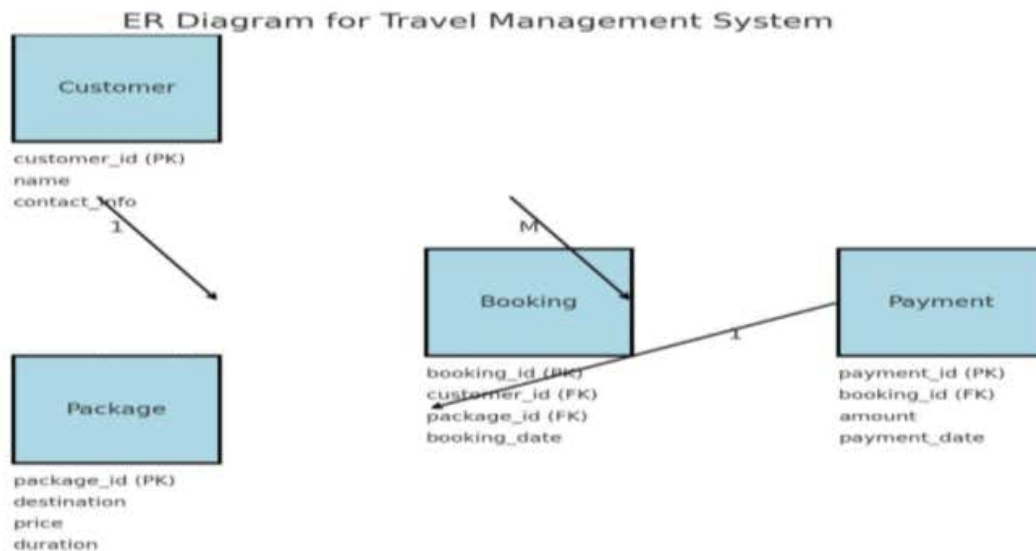 ER Diagram for Travel Management System
Customer
customer_id (PK)
name
contact_info
1
M
Booking
booking_id (PK)
customer_id (FK)
package_id (FK)
booking_date
1
Payment
payment_id (PK)
booking_id (FK)
amount
payment_date
Package
package_id (PK)
destination
price
duration